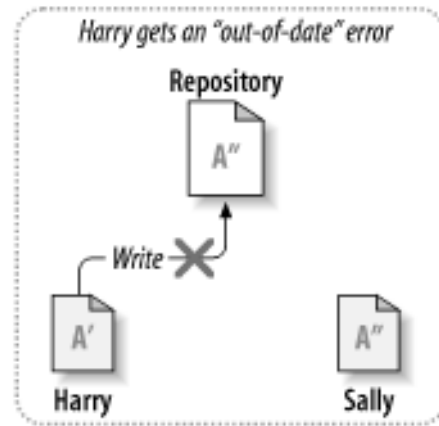 Harry gets an “out-of-date” error
Repository
A”
Write
A’
A”
Harry
Sally